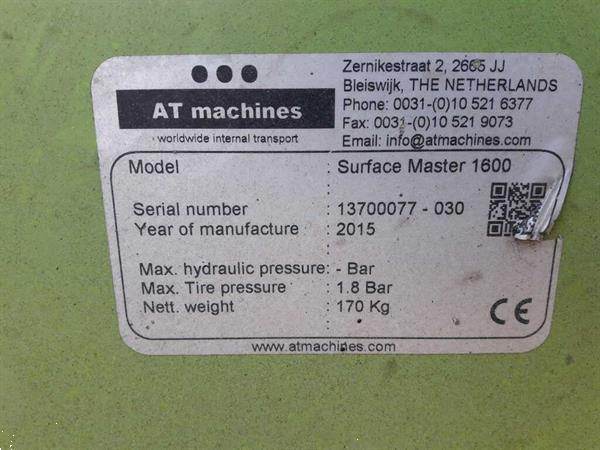 AT machines
worldwide internal transport
Zernikestraat 2, 2665 JJ
Bleiswijk, THE NETHERLANDS
Phone: 0031-(0)10 521 6377
Fax: 0031-(0)10 521 9073
Email: info@atmachines.com
Model : Surface Master 1600
Serial number : 13700077 - 030
Year of manufacture : 2015
Max. hydraulic pressure: - Bar
Max. Tire pressure : 1.8 Bar
Nett. weight : 170 Kg
CE
www.atmachines.com